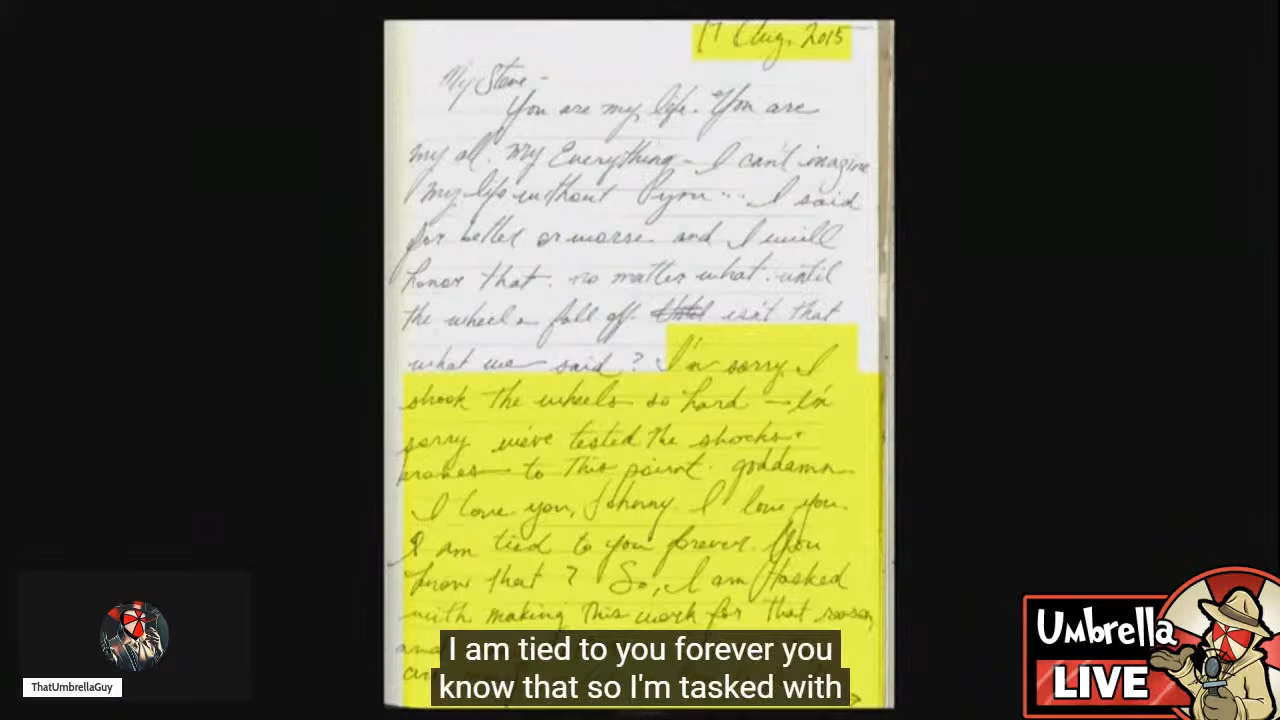 17 Aug. 2015
My Steve -
You are my life. You are
my all. My Everything - I can't imagine
my life without you... I said
for better or worse and I will
honor that. no matter what. until
the wheels fall off. isn't that
what we said? I'm sorry I
shook the wheels so hard - I'm
sorry we've tested the shocks +
brakes to this point. goddamn
I love you, Johnny. I love you.
I am tied to you forever. You
know that? So, I am tasked
with making this work for that reason
I am tied to you forever you
know that so I'm tasked with
ThatUmbrellaGuy
UMBRELLA
LIVE